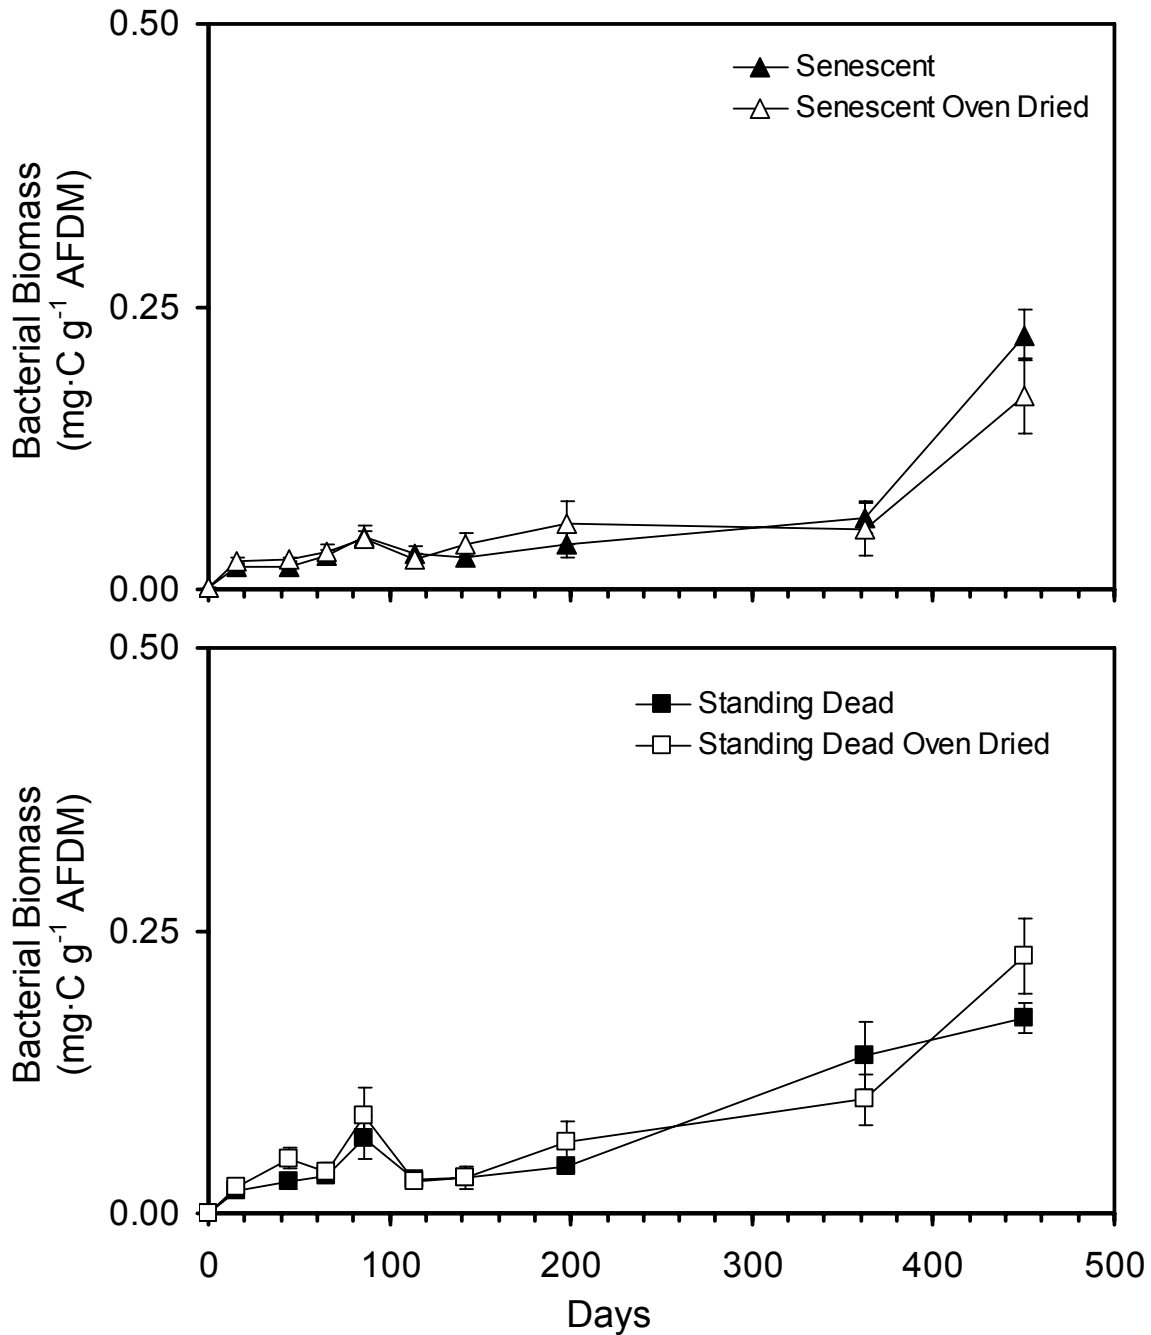 0.50
Senescent
Senescent Oven Dried
Bacterial Biomass
(mg·C g⁻¹ AFDM)
0.25
0.00
0.50
Standing Dead
Standing Dead Oven Dried
Bacterial Biomass
(mg·C g⁻¹ AFDM)
0.25
0.00
0 100 200 300 400 500
Days